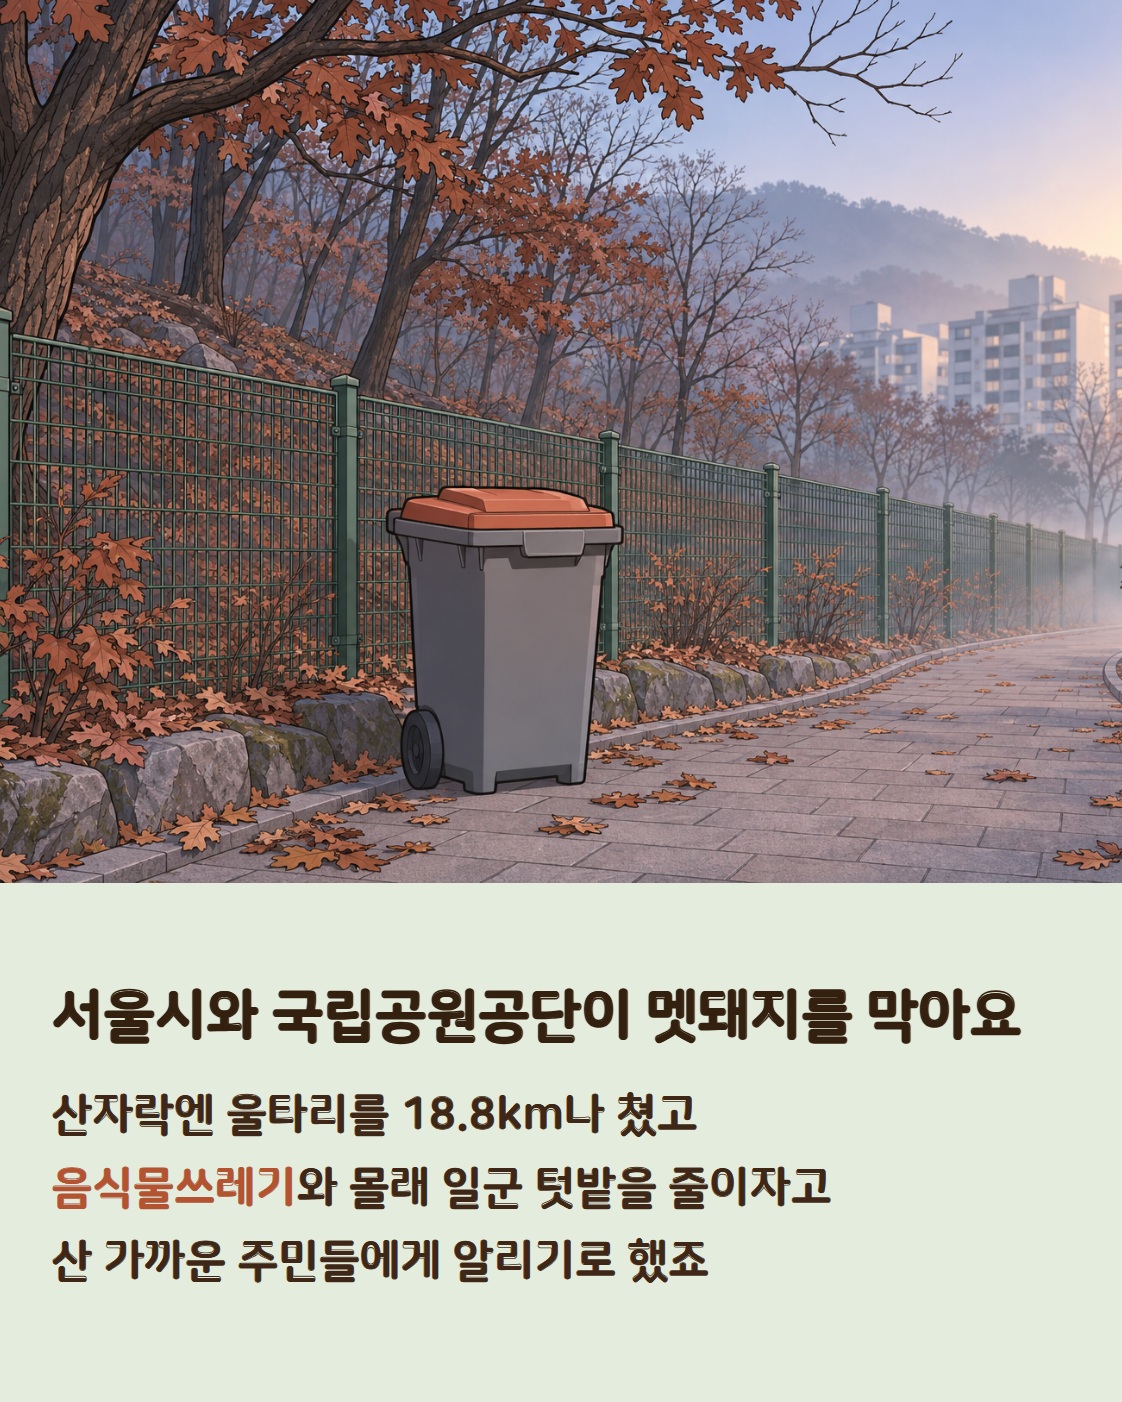 서울시와 국립공원공단이 멧돼지를 막아요
산자락엔 울타리를 18.8km나 쳤고
음식물쓰레기와 몰래 일군 텃밭을 줄이자고
산 가까운 주민들에게 알리기로 했죠